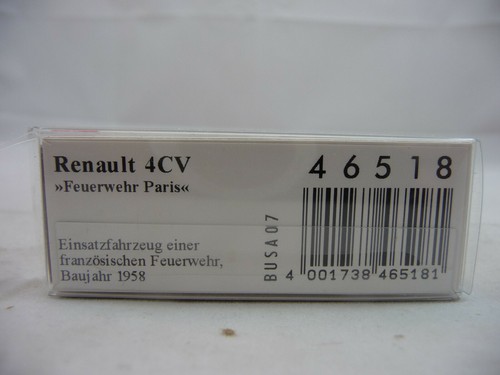 Renault 4CV
»Feuerwehr Paris«
Einsatzfahrzeug einer
französischen Feuerwehr,
Baujahr 1958
BUSA07
46518
4 001738 465181